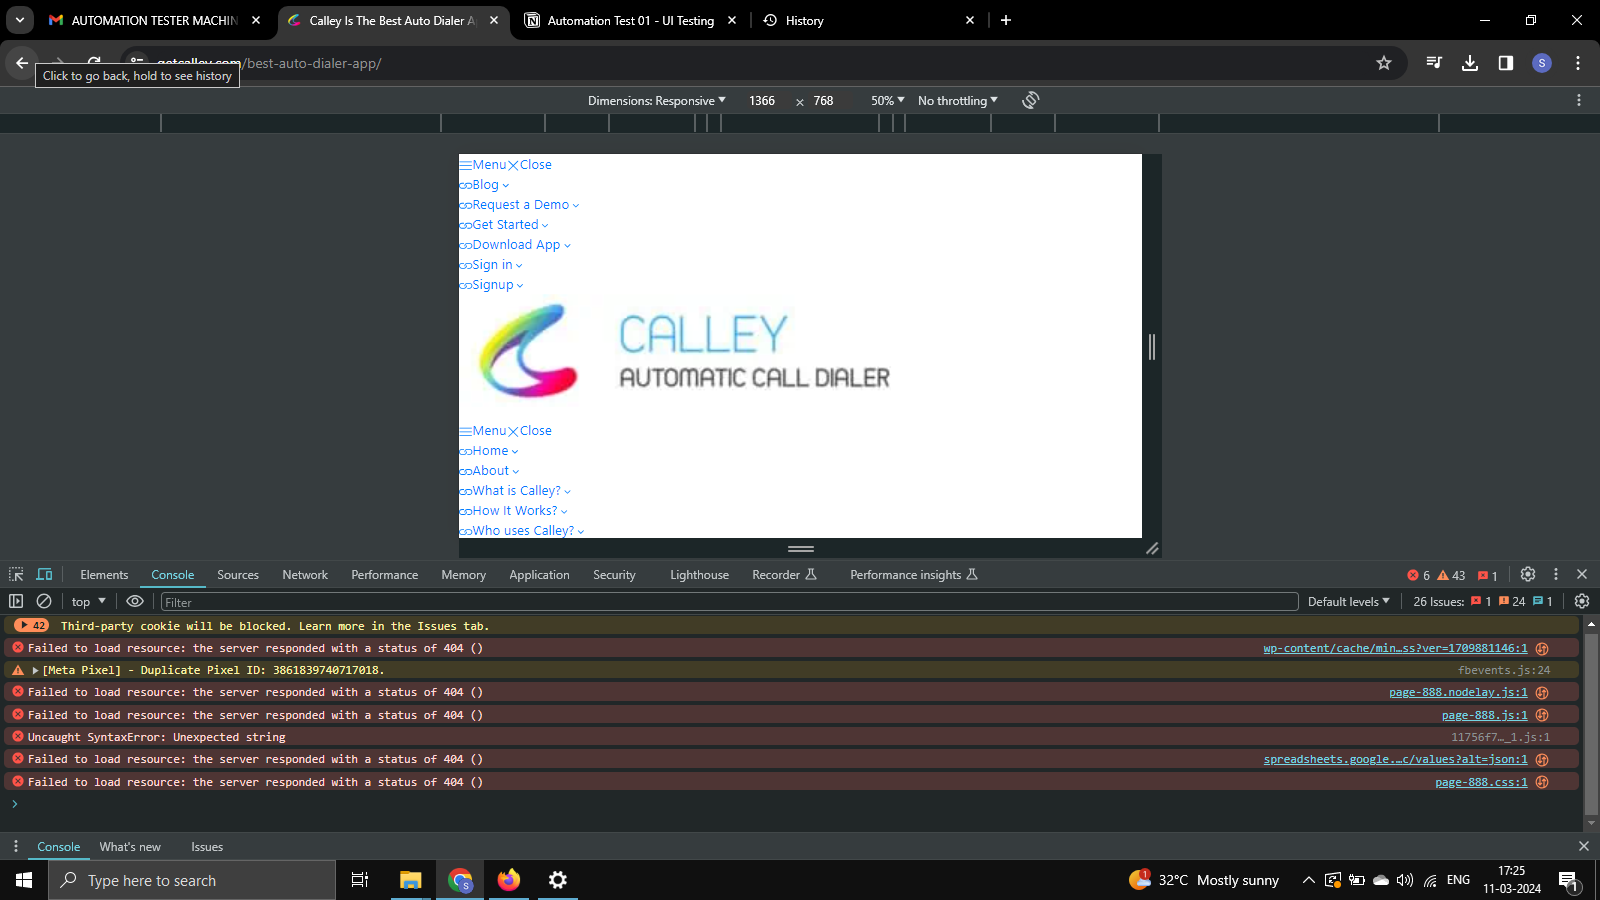 AUTOMATION TESTER MACHIN
Calley Is The Best Auto Dialer A
Automation Test 01 - UI Testing
History
getcalley.com/best-auto-dialer-app/
S
Click to go back, hold to see history
Dimensions: Responsive
1366 × 768
50%
No throttling
Menu Close
Blog
Request a Demo
Get Started
Download App
Sign in
Signup
CALLEY
AUTOMATIC CALL DIALER
Menu Close
Home
About
What is Calley?
How It Works?
Who uses Calley?
Elements Console Sources Network Performance Memory Application Security Lighthouse Recorder Performance insights 6 43 1
top Filter Default levels 26 Issues: 1 24 1
42 Third-party cookie will be blocked. Learn more in the Issues tab.
Failed to load resource: the server responded with a status of 404 () wp-content/cache/min…ss?ver=1709881146:1
[Meta Pixel] - Duplicate Pixel ID: 3861839740717018. fbevents.js:24
Failed to load resource: the server responded with a status of 404 () page-888.nodelay.js:1
Failed to load resource: the server responded with a status of 404 () page-888.js:1
Uncaught SyntaxError: Unexpected string 11756f7…_1.js:1
Failed to load resource: the server responded with a status of 404 () spreadsheets.google.…c/values?alt=json:1
Failed to load resource: the server responded with a status of 404 () page-888.css:1
Console What's new Issues
Type here to search
S
1
32°C Mostly sunny
ENG
17:25
11-03-2024
1